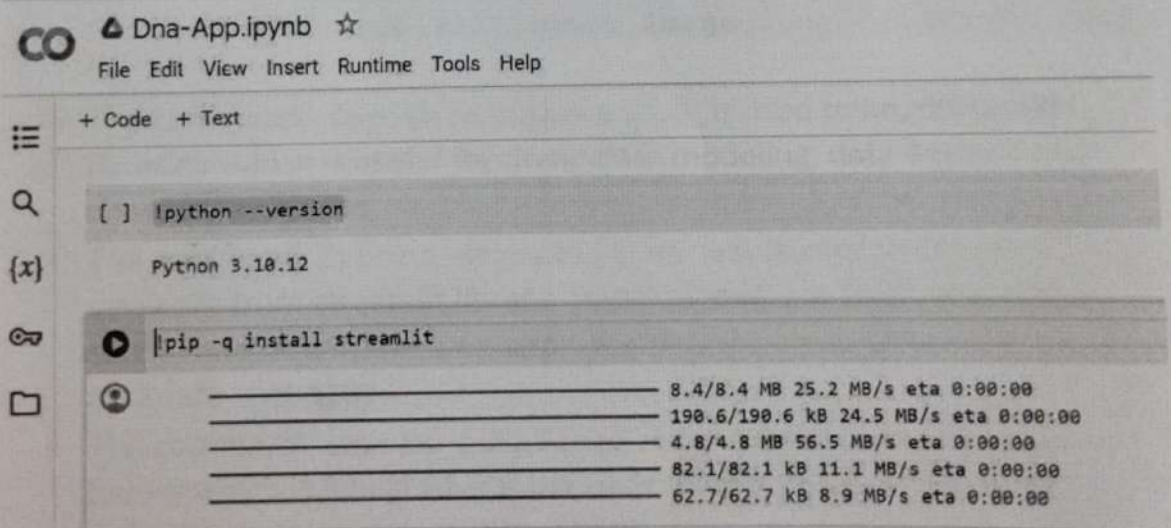 CO
Dna-App.ipynb
File Edit View Insert Runtime Tools Help
+ Code + Text
[ ] !python --version
{x}
Python 3.10.12
!pip -q install streamlit
8.4/8.4 MB 25.2 MB/s eta 0:00:00
190.6/190.6 kB 24.5 MB/s eta 0:00:00
4.8/4.8 MB 56.5 MB/s eta 0:00:00
82.1/82.1 kB 11.1 MB/s eta 0:00:00
62.7/62.7 kB 8.9 MB/s eta 0:00:00